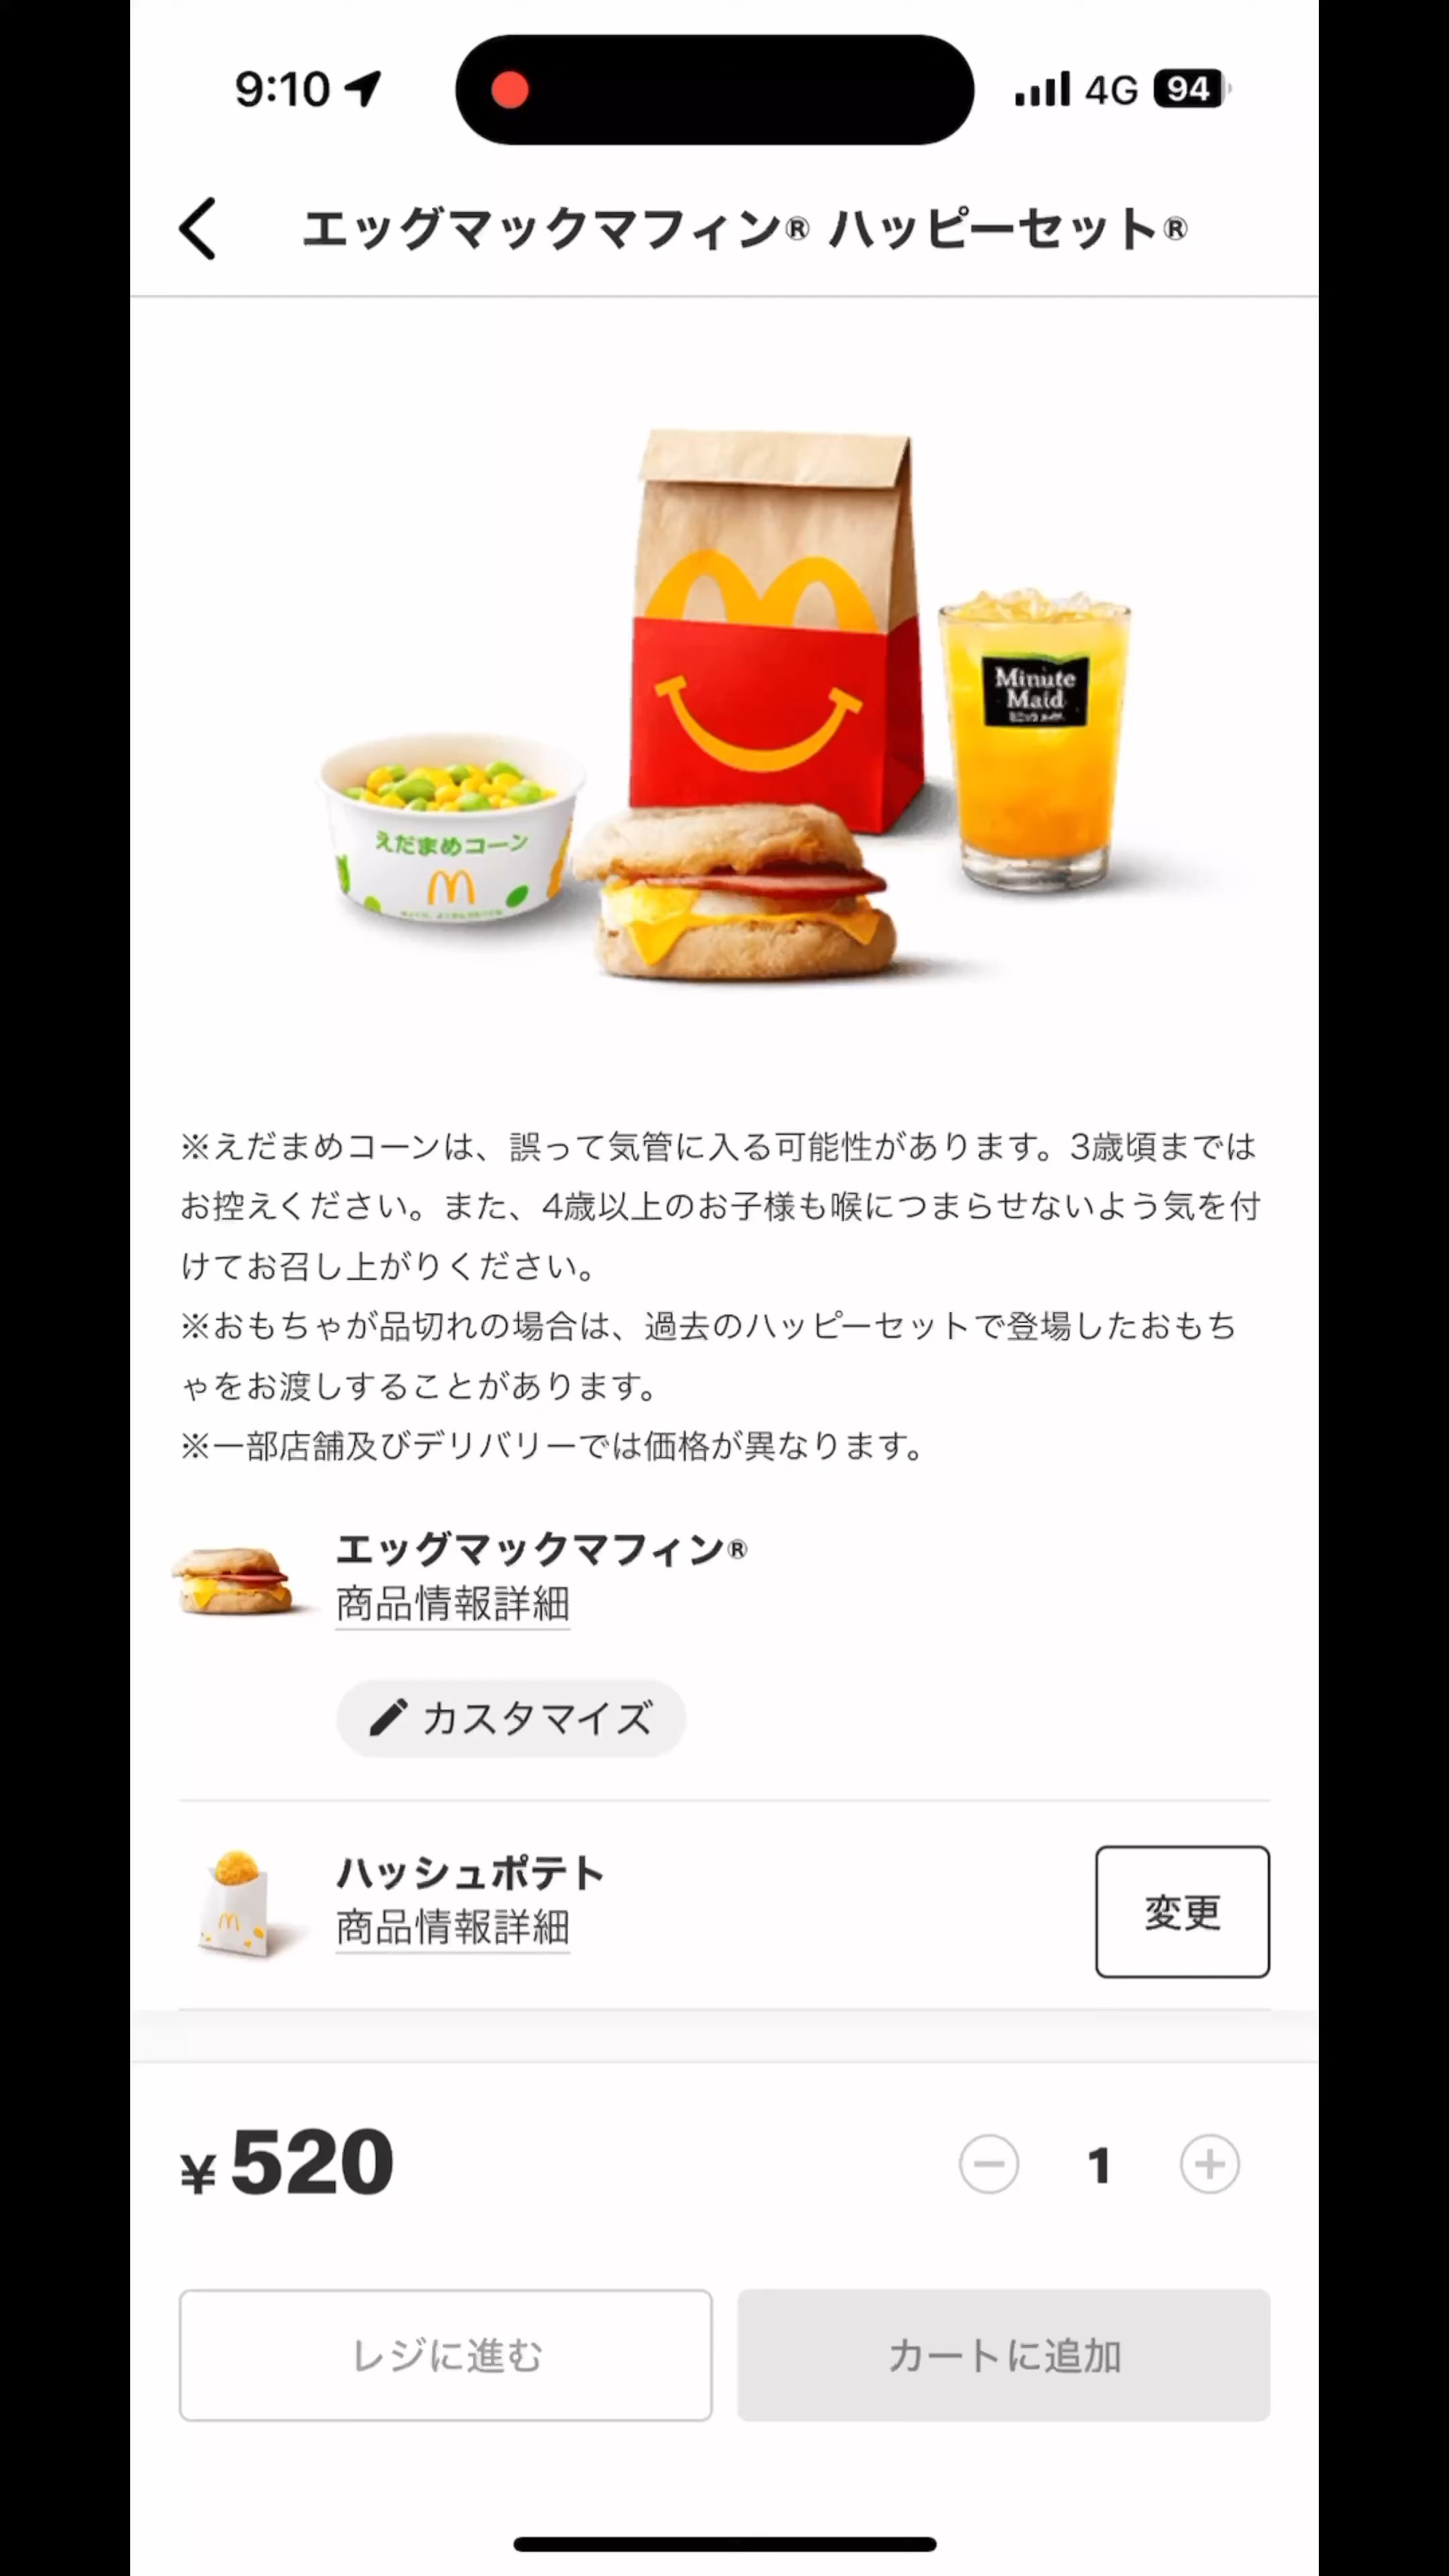 9:10
4G 94
エッグマックマフィン® ハッピーセット®
Minute
Maid
えだまめコーン
※えだまめコーンは、誤って気管に入る可能性があります。3歳頃までは
お控えください。また、4歳以上のお子様も喉につまらせないよう気を付
けてお召し上がりください。
※おもちゃが品切れの場合は、過去のハッピーセットで登場したおもち
ゃをお渡しすることがあります。
※一部店舗及びデリバリーでは価格が異なります。
エッグマックマフィン®
商品情報詳細
カスタマイズ
ハッシュポテト
商品情報詳細
変更
¥520
1
レジに進む
カートに追加